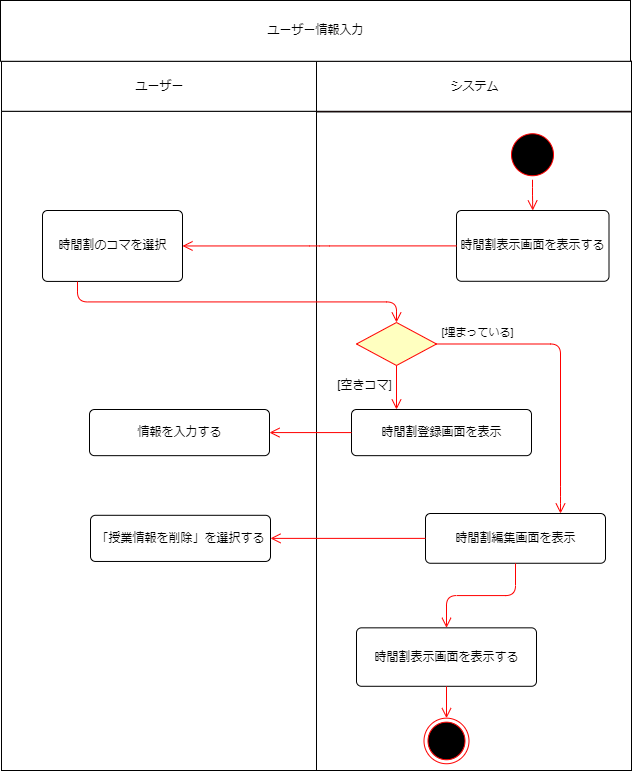 ユーザー情報入力
ユーザー
システム
時間割のコマを選択
時間割表示画面を表示する
[埋まっている]
[空きコマ]
情報を入力する
時間割登録画面を表示
「授業情報を削除」を選択する
時間割編集画面を表示
時間割表示画面を表示する